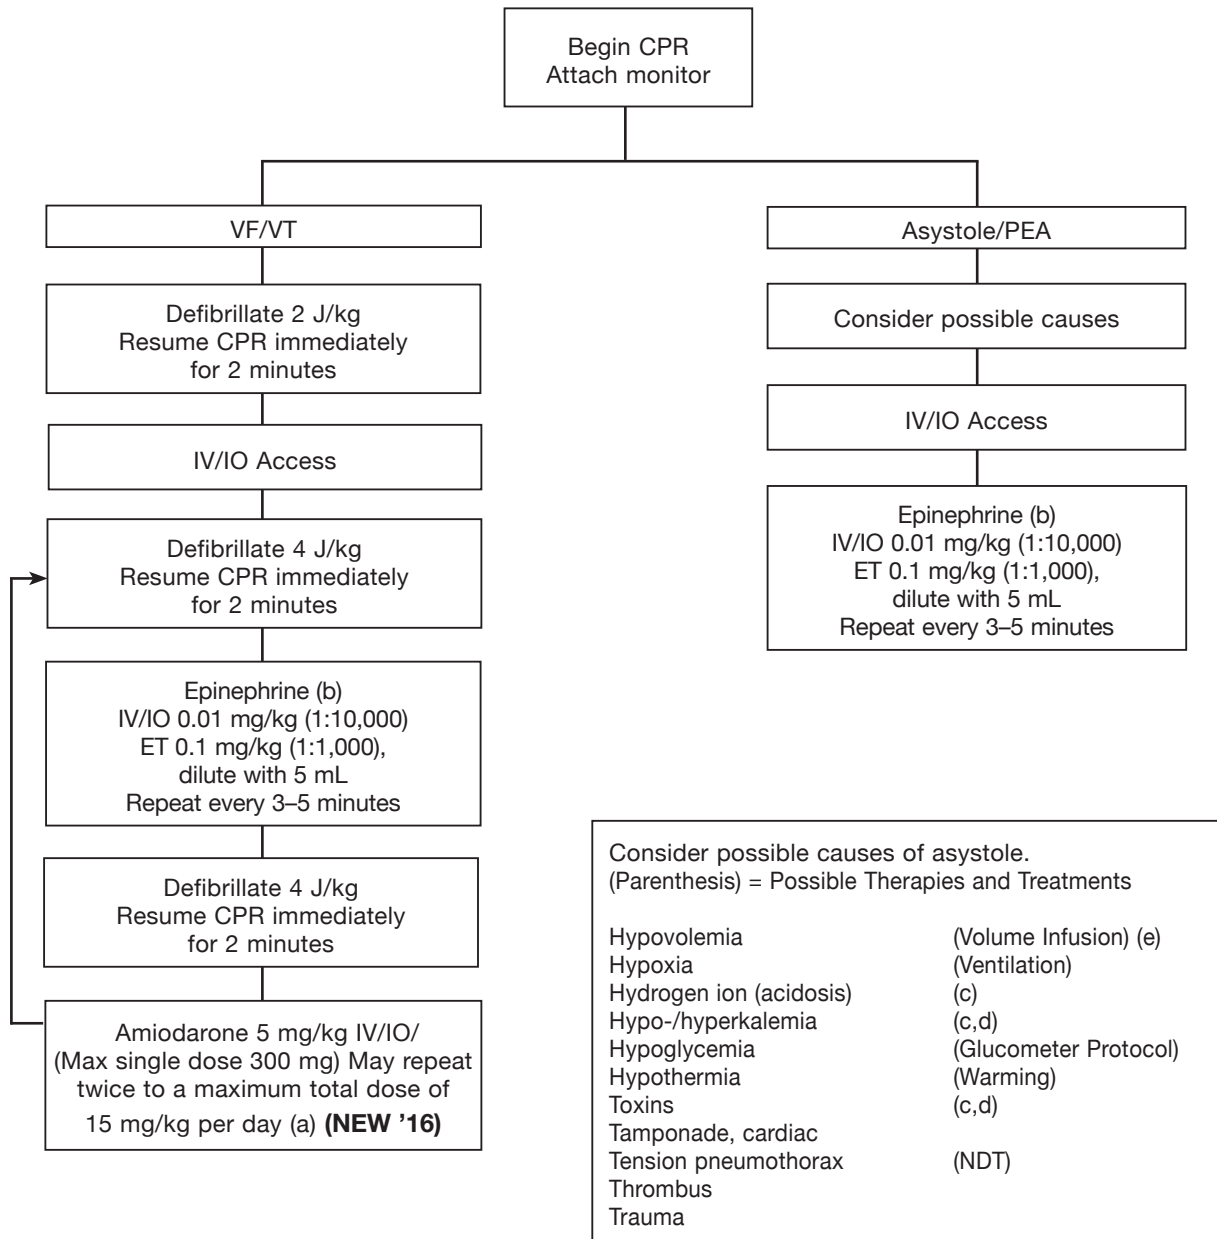 Begin CPR
Attach monitor
VF/VT
Defibrillate 2 J/kg
Resume CPR immediately
for 2 minutes
IV/IO Access
Defibrillate 4 J/kg
Resume CPR immediately
for 2 minutes
Epinephrine (b)
IV/IO 0.01 mg/kg (1:10,000)
ET 0.1 mg/kg (1:1,000),
dilute with 5 mL
Repeat every 3–5 minutes
Defibrillate 4 J/kg
Resume CPR immediately
for 2 minutes
Amiodarone 5 mg/kg IV/IO/
(Max single dose 300 mg) May repeat
twice to a maximum total dose of
15 mg/kg per day (a) (NEW ’16)
Asystole/PEA
Consider possible causes
IV/IO Access
Epinephrine (b)
IV/IO 0.01 mg/kg (1:10,000)
ET 0.1 mg/kg (1:1,000),
dilute with 5 mL
Repeat every 3–5 minutes
Consider possible causes of asystole.
(Parenthesis) = Possible Therapies and Treatments
Hypovolemia (Volume Infusion) (e)
Hypoxia (Ventilation)
Hydrogen ion (acidosis) (c)
Hypo-/hyperkalemia (c,d)
Hypoglycemia (Glucometer Protocol)
Hypothermia (Warming)
Toxins (c,d)
Tamponade, cardiac
Tension pneumothorax (NDT)
Thrombus
Trauma